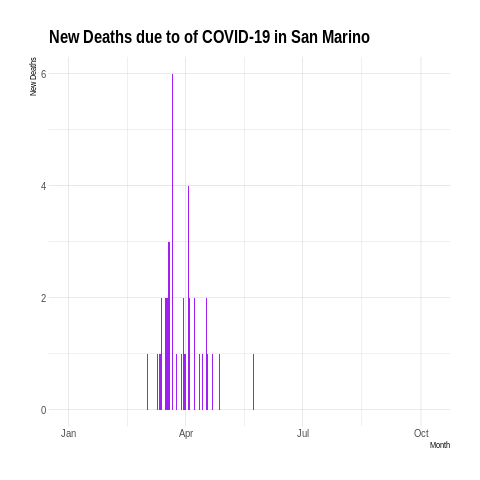 New Deaths due to of COVID-19 in San Marino
New Deaths
6
4
2
0
Jan Apr Jul Oct
Month